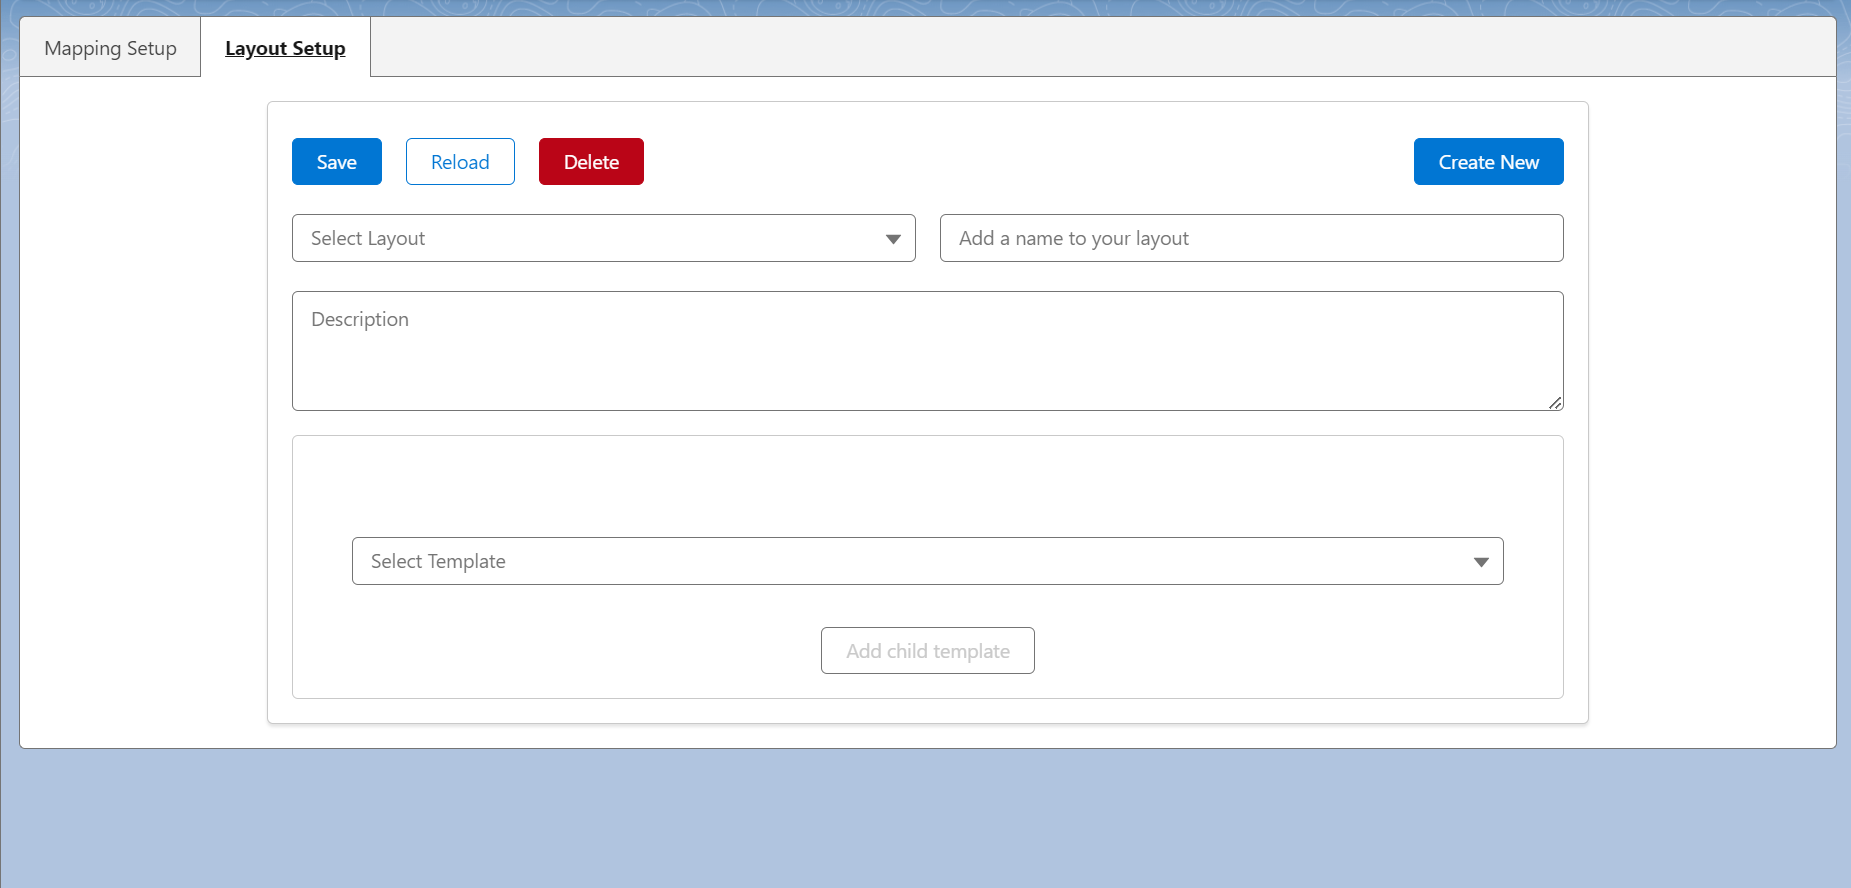 Mapping Setup
Layout Setup
Save
Reload
Delete
Create New
Select Layout
Add a name to your layout
Description
Select Template
Add child template